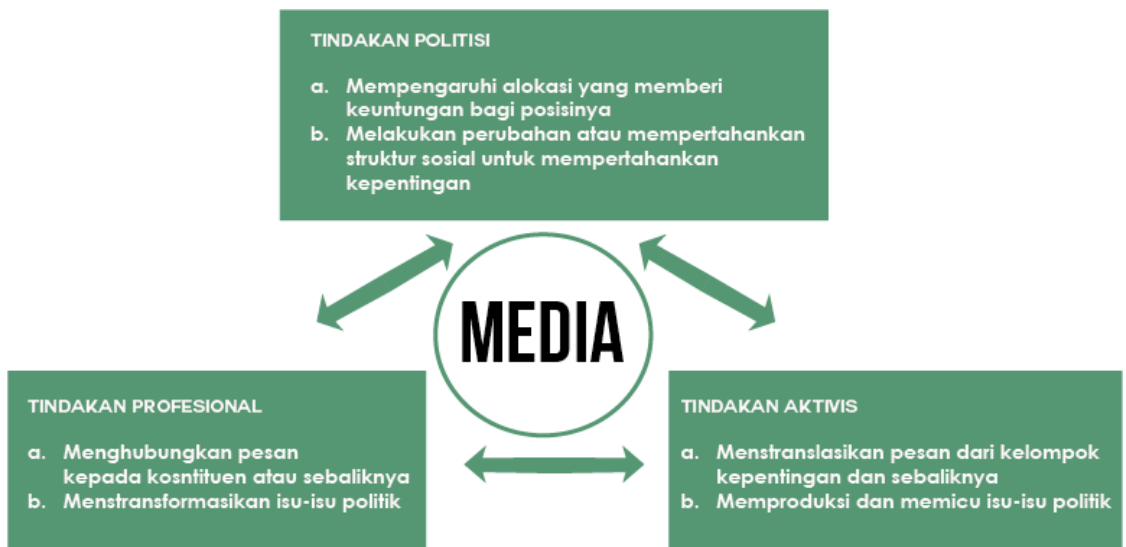 TINDAKAN POLITISI
a. Mempengaruhi alokasi yang memberi
keuntungan bagi posisinya
b. Melakukan perubahan atau mempertahankan
struktur sosial untuk mempertahankan
kepentingan
MEDIA
TINDAKAN PROFESIONAL
a. Menghubungkan pesan
kepada kosntituen atau sebaliknya
b. Menstransformasikan isu-isu politik
TINDAKAN AKTIVIS
a. Menstranslasikan pesan dari kelompok
kepentingan dan sebaliknya
b. Memproduksi dan memicu isu-isu politik